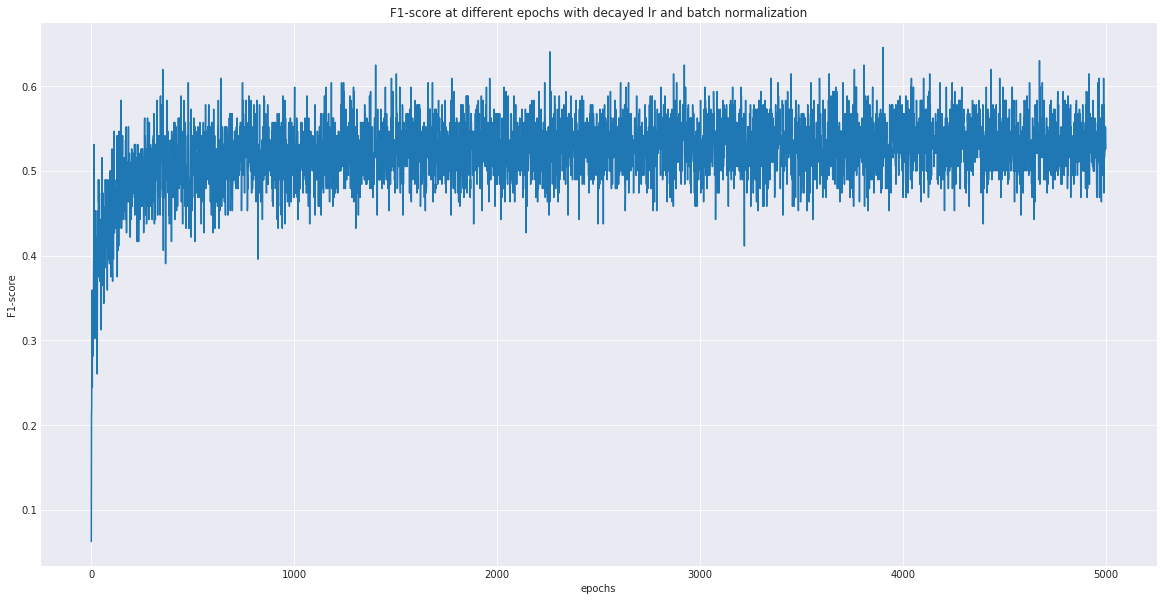 F1-score at different epochs with decayed lr and batch normalization
0.6
0.5
0.4
0.3
0.2
0.1
F1-score
0 1000 2000 3000 4000 5000
epochs